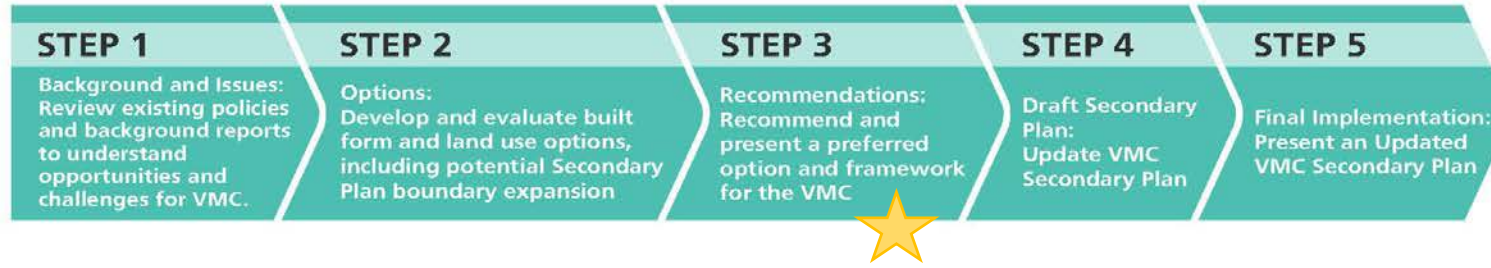 STEP 1
Background and Issues:
Review existing policies
and background reports
to understand
opportunities and
challenges for VMC.
STEP 2
Options:
Develop and evaluate built
form and land use options,
including potential Secondary
Plan boundary expansion
STEP 3
Recommendations:
Recommend and
present a preferred
option and framework
for the VMC
STEP 4
Draft Secondary
Plan:
Update VMC
Secondary Plan
STEP 5
Final Implementation:
Present an Updated
VMC Secondary Plan